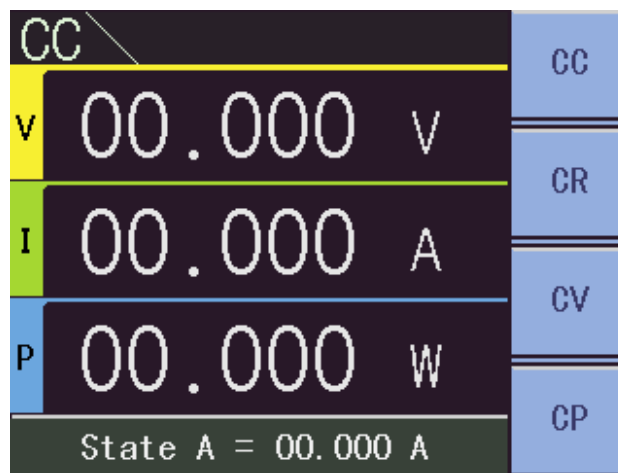 CC
V 00.000 V
I 00.000 A
P 00.000 W
State A = 00.000 A
CC
CR
CV
CP